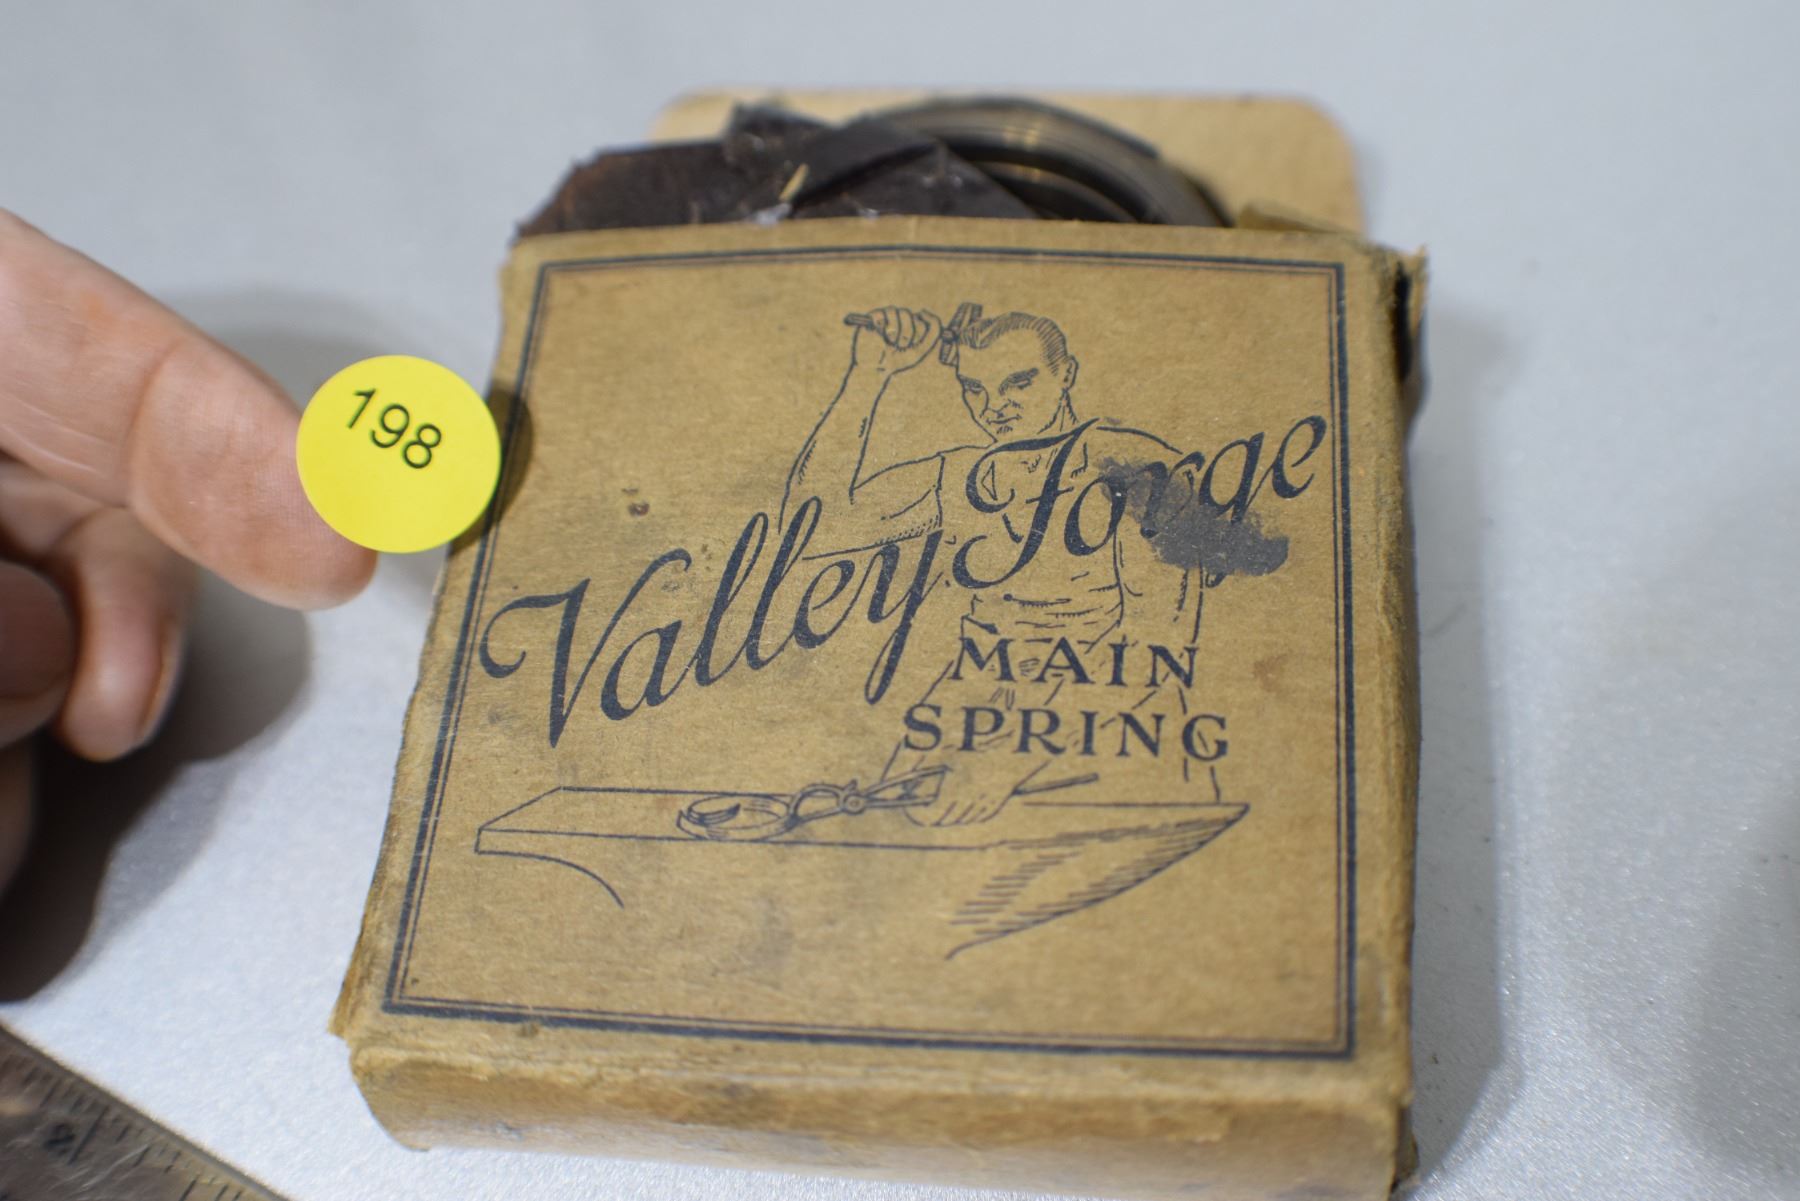 198
Valley Forge
MAIN
SPRING